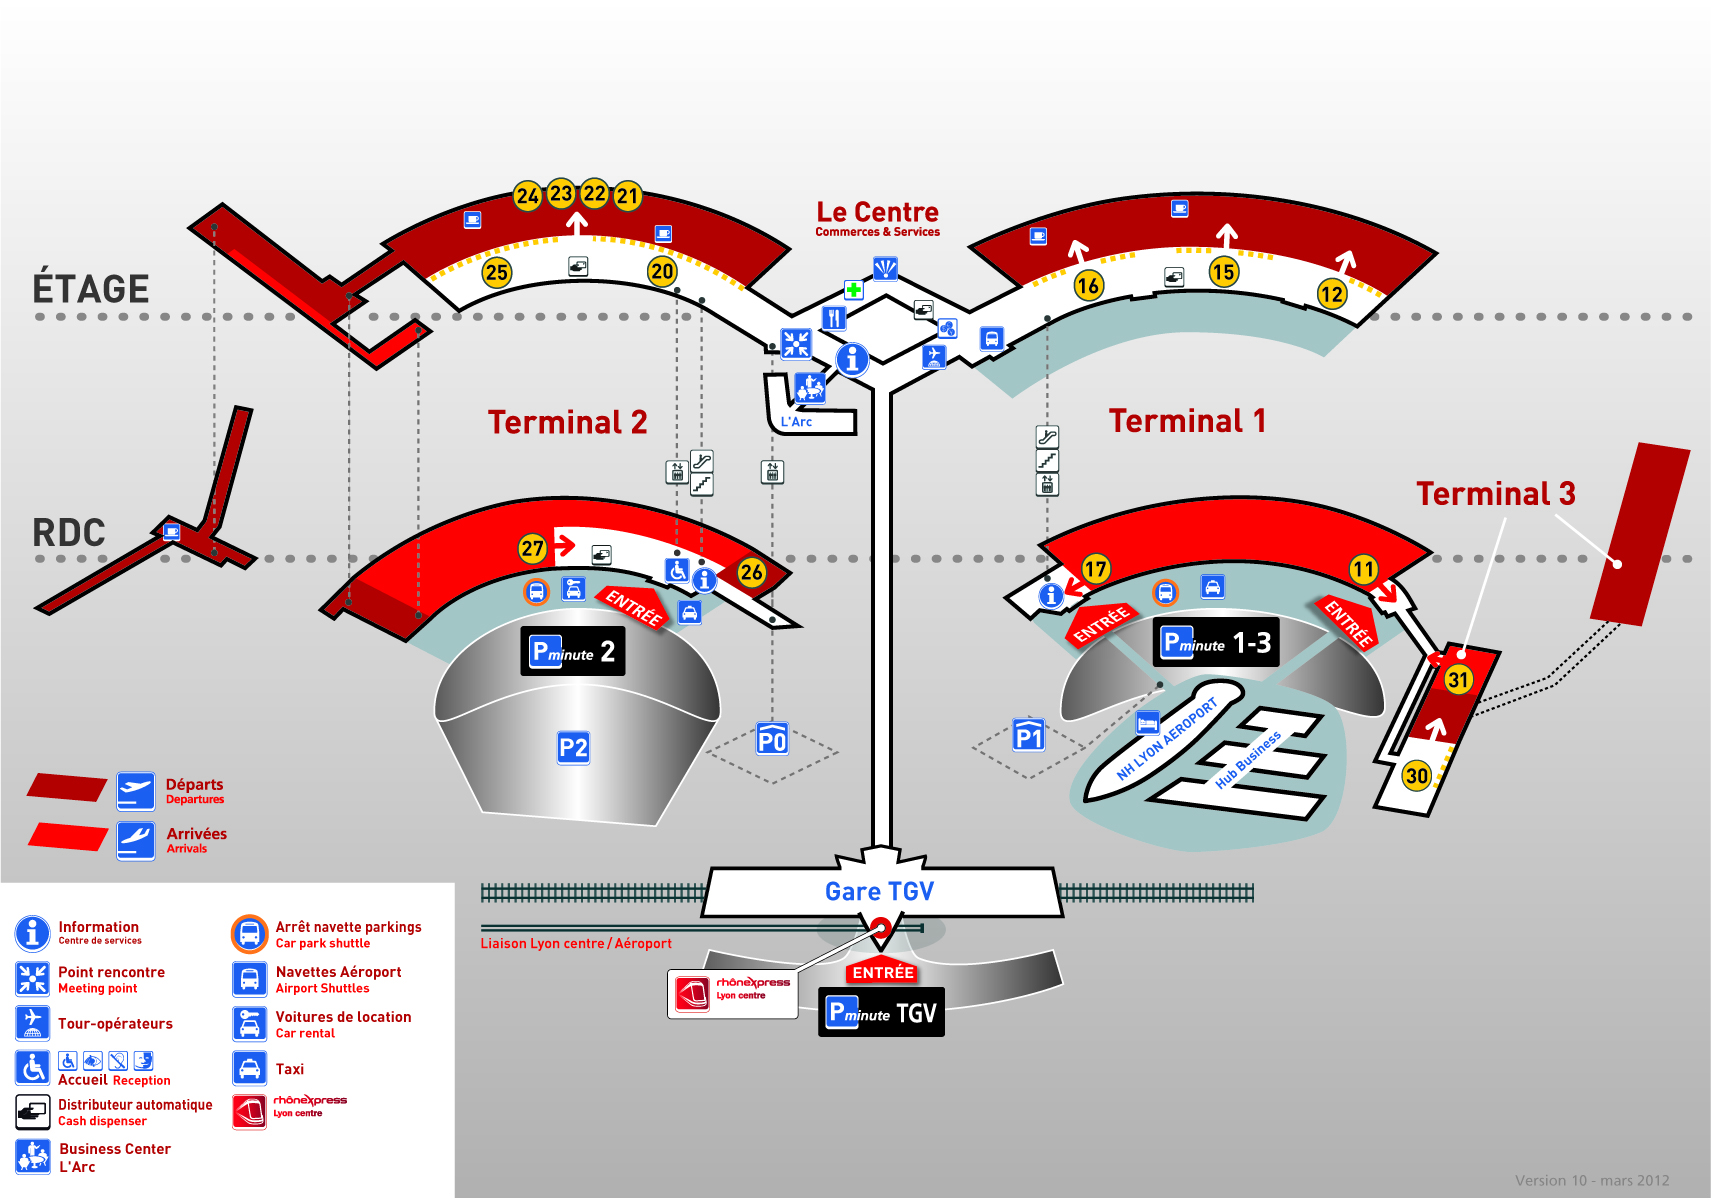 24 23 22 21
Le Centre
Commerces & Services
ÉTAGE
25
20
16
15
12
L'Arc
Terminal 2
Terminal 1
Terminal 3
RDC
27
26
17
11
ENTRÉE
ENTRÉE
ENTRÉE
Pminute 2
Pminute 1-3
31
30
P2
P0
P1
NH LYON AEROPORT
Hub Business
Départs
Departures
Arrivées
Arrivals
Gare TGV
Liaison Lyon centre / Aéroport
rhônexpress
Lyon centre
ENTRÉE
Pminute TGV
Information
Centre de services
Point rencontre
Meeting point
Tour-opérateurs
Accueil Reception
Distributeur automatique
Cash dispenser
Business Center
L'Arc
Arrêt navette parkings
Car park shuttle
Navettes Aéroport
Airport Shuttles
Voitures de location
Car rental
Taxi
rhônexpress
Lyon centre
Version 10 - mars 2012